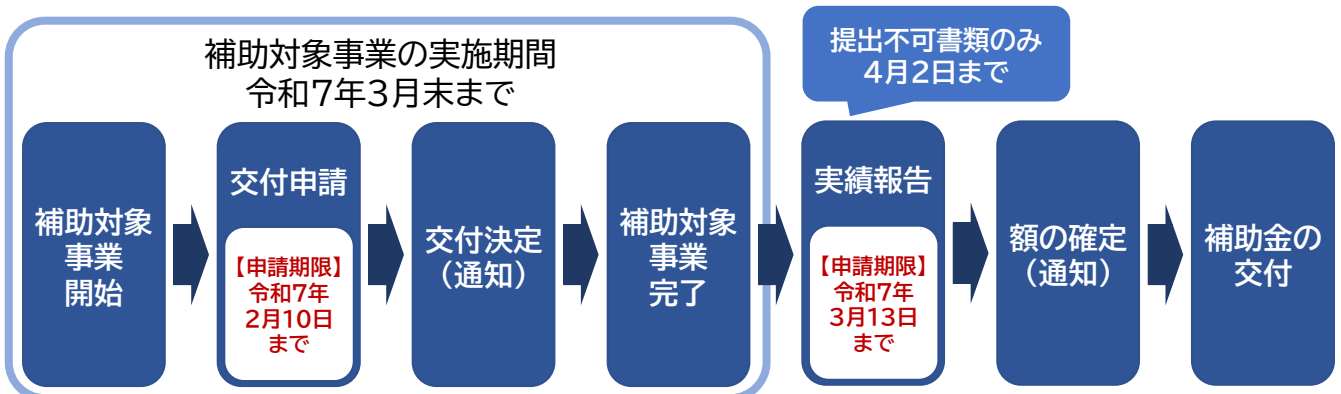 補助対象事業の実施期間
令和7年3月末まで
提出不可書類のみ
4月2日まで
補助対象
事業
開始
交付申請
【申請期限】
令和7年
2月10日
まで
交付決定
（通知）
補助対象
事業
完了
実績報告
【申請期限】
令和7年
3月13日
まで
額の確定
（通知）
補助金の
交付